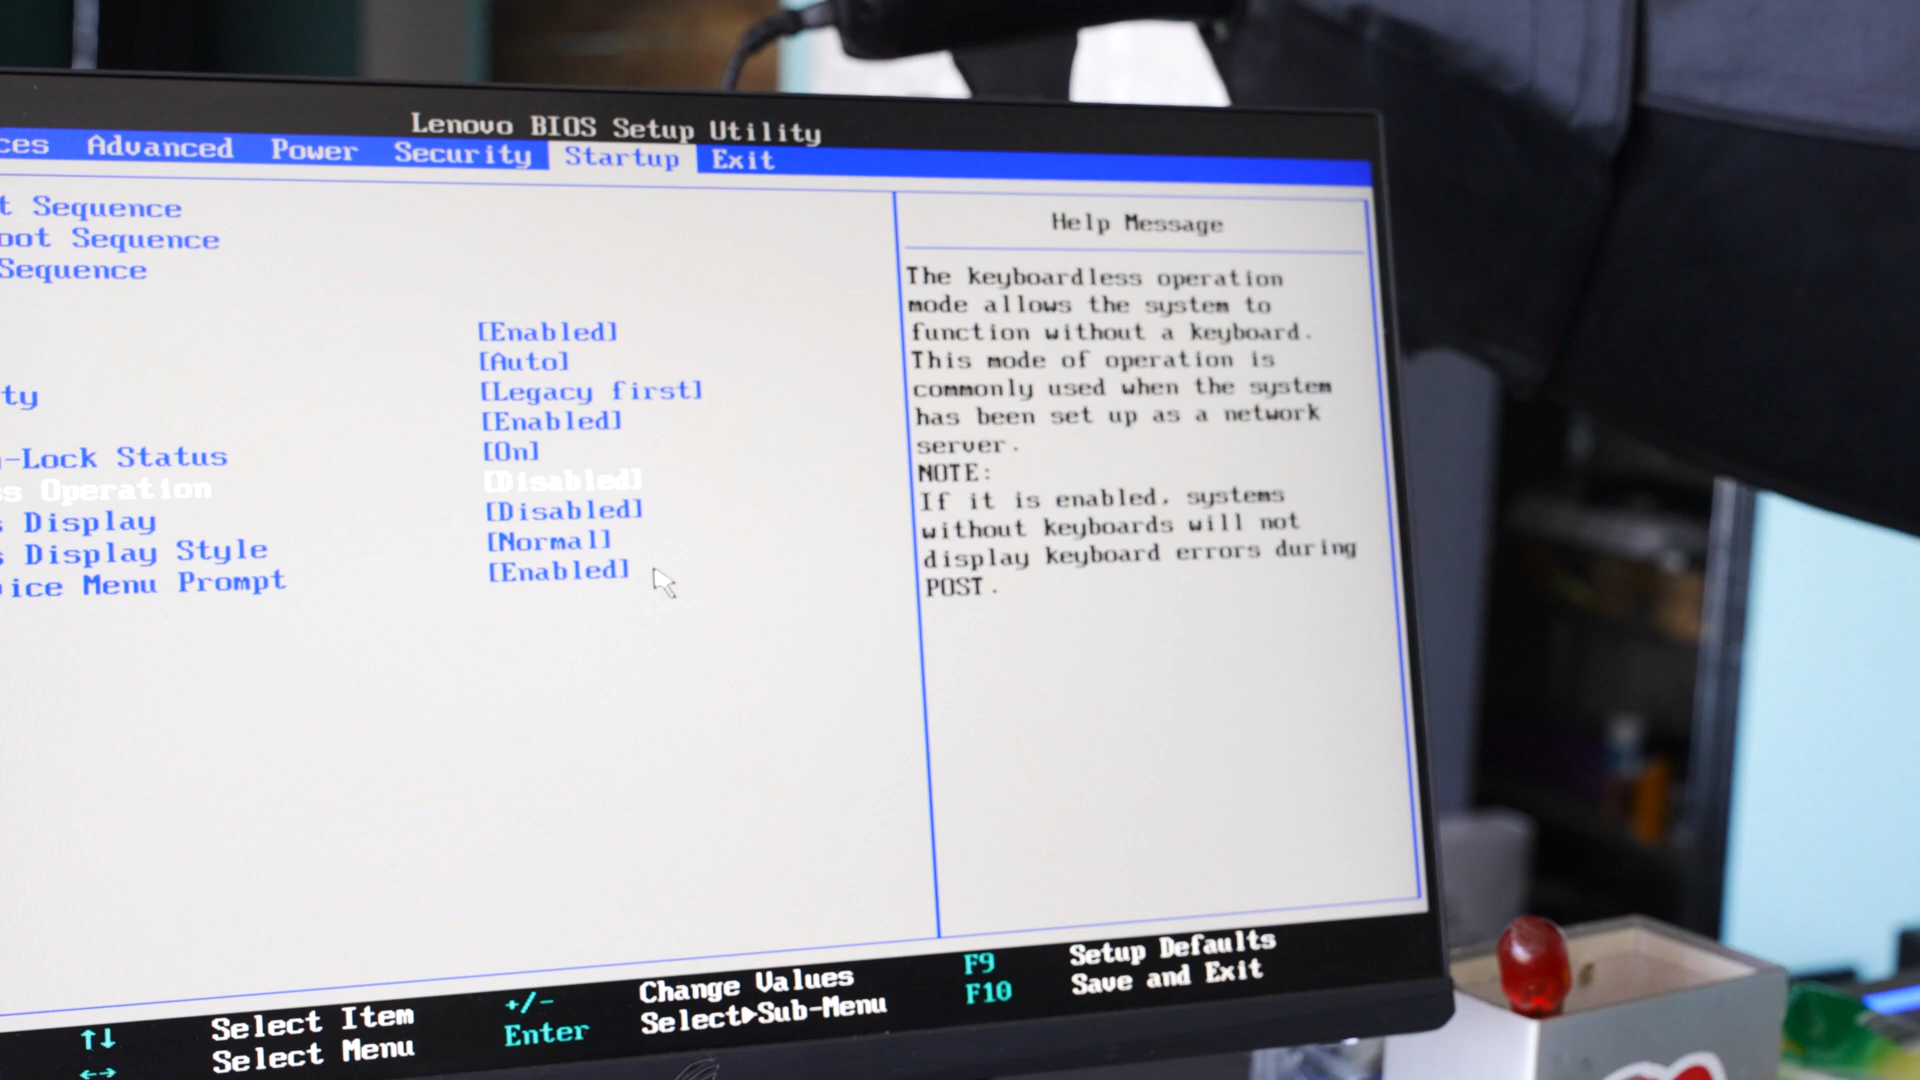 Lenovo BIOS Setup Utility
ces Advanced Power Security Startup Exit
t Sequence
oot Sequence
Sequence
[Enabled]
[Auto]
ty [Legacy first]
[Enabled]
-Lock Status [On]
s Operation [Disabled]
s Display [Disabled]
s Display Style [Normal]
ice Menu Prompt [Enabled]
Help Message
The keyboardless operation
mode allows the system to
function without a keyboard.
This mode of operation is
commonly used when the system
has been set up as a network
server.
NOTE:
If it is enabled, systems
without keyboards will not
display keyboard errors during
POST.
↑↓ Select Item +/- Change Values F9 Setup Defaults
←→ Select Menu Enter Select▶Sub-Menu F10 Save and Exit